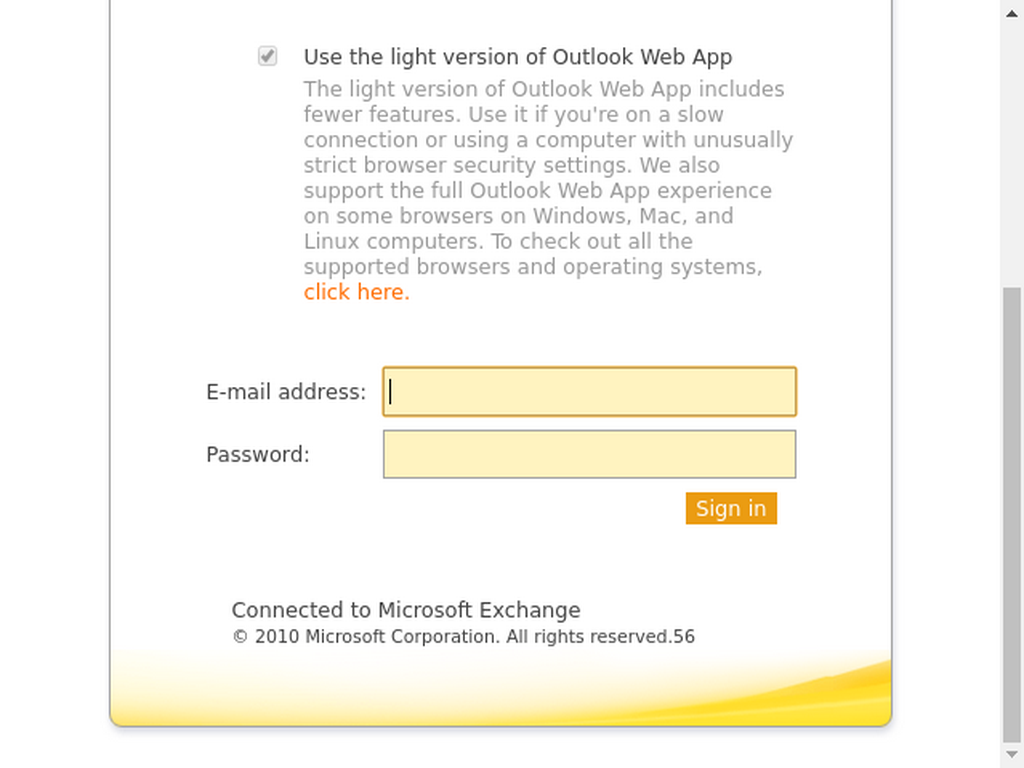 Use the light version of Outlook Web App
The light version of Outlook Web App includes
fewer features. Use it if you're on a slow
connection or using a computer with unusually
strict browser security settings. We also
support the full Outlook Web App experience
on some browsers on Windows, Mac, and
Linux computers. To check out all the
supported browsers and operating systems,
click here.
E-mail address:
Password:
Sign in
Connected to Microsoft Exchange
© 2010 Microsoft Corporation. All rights reserved.56